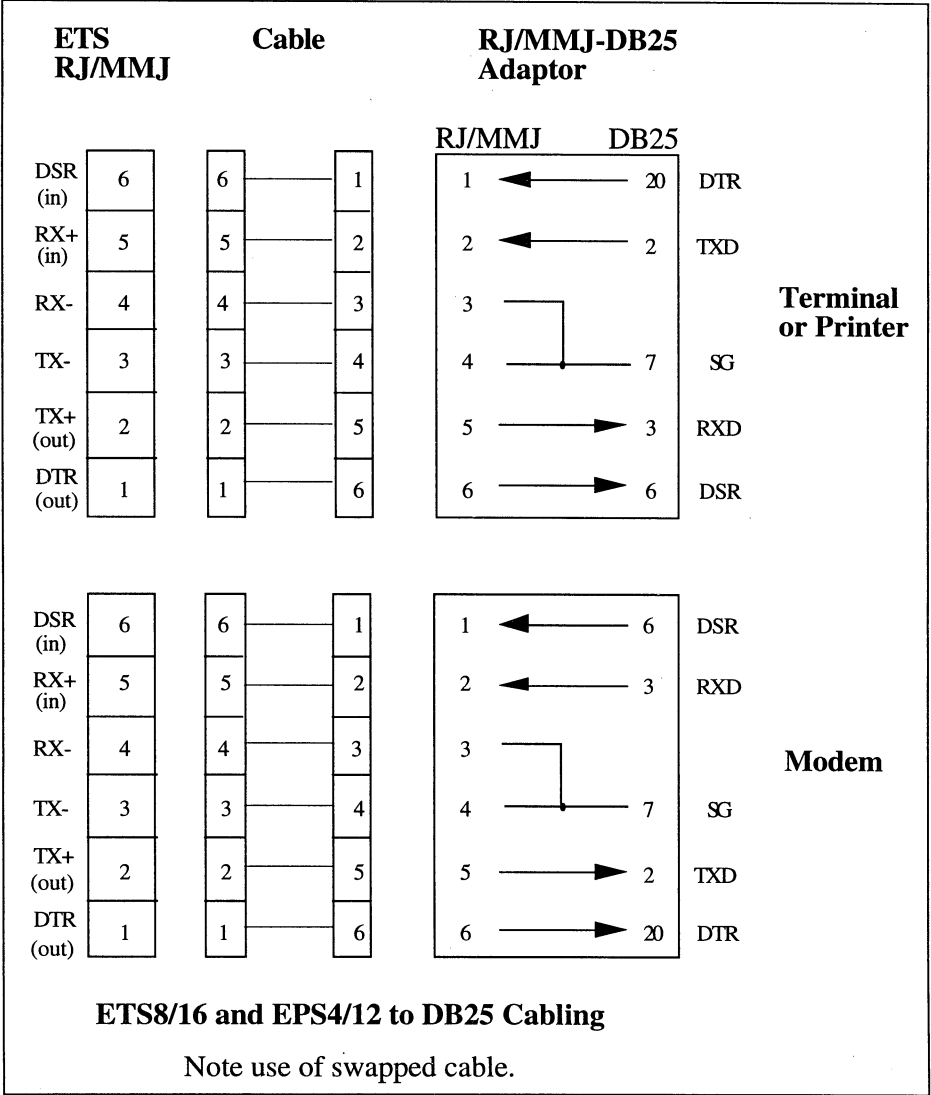 ETS RJ/MMJ Cable RJ/MMJ-DB25 Adaptor
RJ/MMJ DB25
DSR (in) 6 6 1 1 20 DTR
RX+ (in) 5 5 2 2 2 TXD
RX- 4 4 3 3
Terminal or Printer
TX- 3 3 4 4 7 SG
TX+ (out) 2 2 5 5 3 RXD
DTR (out) 1 1 6 6 6 DSR
DSR (in) 6 6 1 1 6 DSR
RX+ (in) 5 5 2 2 3 RXD
RX- 4 4 3 3
Modem
TX- 3 3 4 4 7 SG
TX+ (out) 2 2 5 5 2 TXD
DTR (out) 1 1 6 6 20 DTR
ETS8/16 and EPS4/12 to DB25 Cabling
Note use of swapped cable.